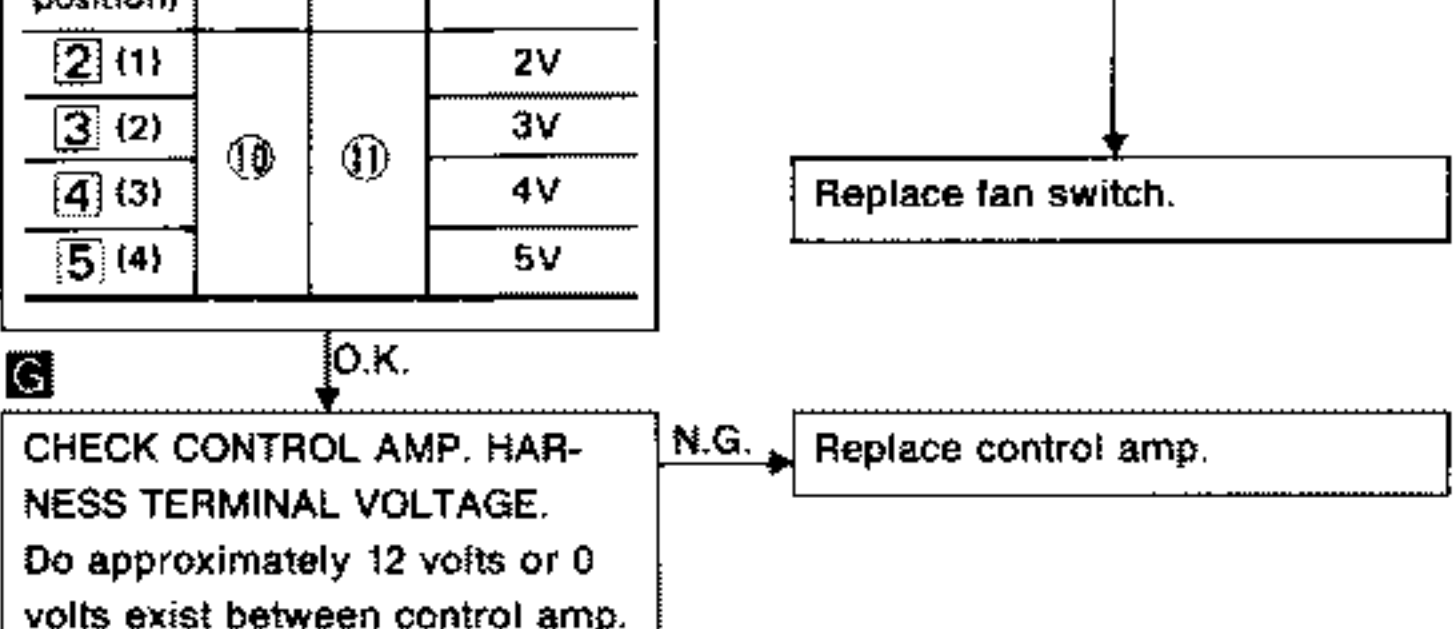 position)
2 (1) 2V
3 (2) 3V
10
4 (3) 4V
5 (4) 5V
Replace fan switch.
O.K.
G
CHECK CONTROL AMP. HAR-
NESS TERMINAL VOLTAGE.
Do approximately 12 volts or 0
volts exist between control amp.
N.G.
Replace control amp.